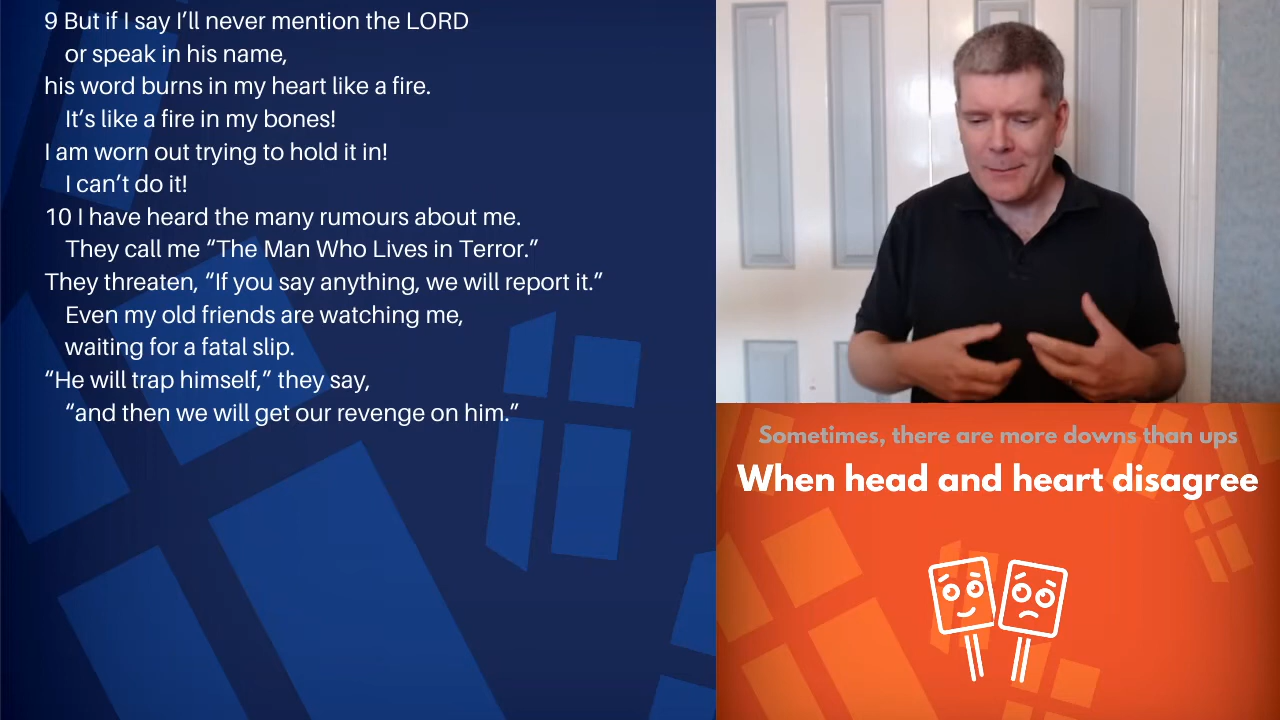 9 But if I say I’ll never mention the LORD
or speak in his name,
his word burns in my heart like a fire.
It’s like a fire in my bones!
I am worn out trying to hold it in!
I can’t do it!
10 I have heard the many rumours about me.
They call me “The Man Who Lives in Terror.”
They threaten, “If you say anything, we will report it.”
Even my old friends are watching me,
waiting for a fatal slip.
“He will trap himself,” they say,
“and then we will get our revenge on him.”
Sometimes, there are more downs than ups
When head and heart disagree